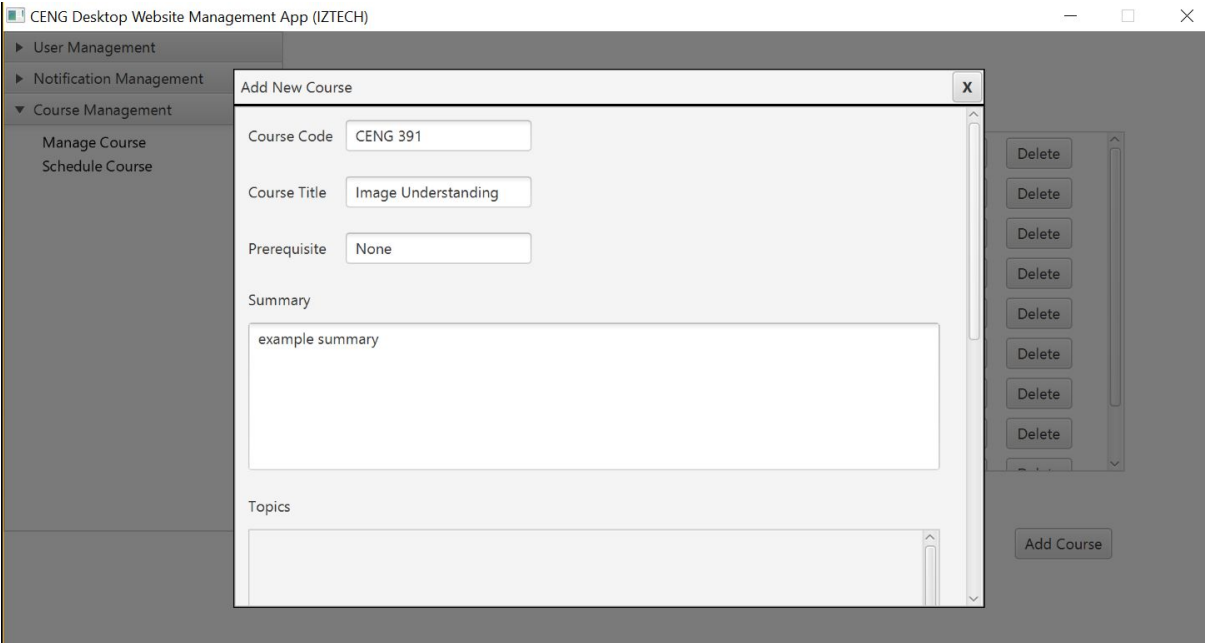 CENG Desktop Website Management App (IZTECH)
User Management
Notification Management
Course Management
Manage Course
Schedule Course
Add New Course
X
Course Code CENG 391
Course Title Image Understanding
Prerequisite None
Summary
example summary
Topics
Delete
Delete
Delete
Delete
Delete
Delete
Delete
Delete
Add Course